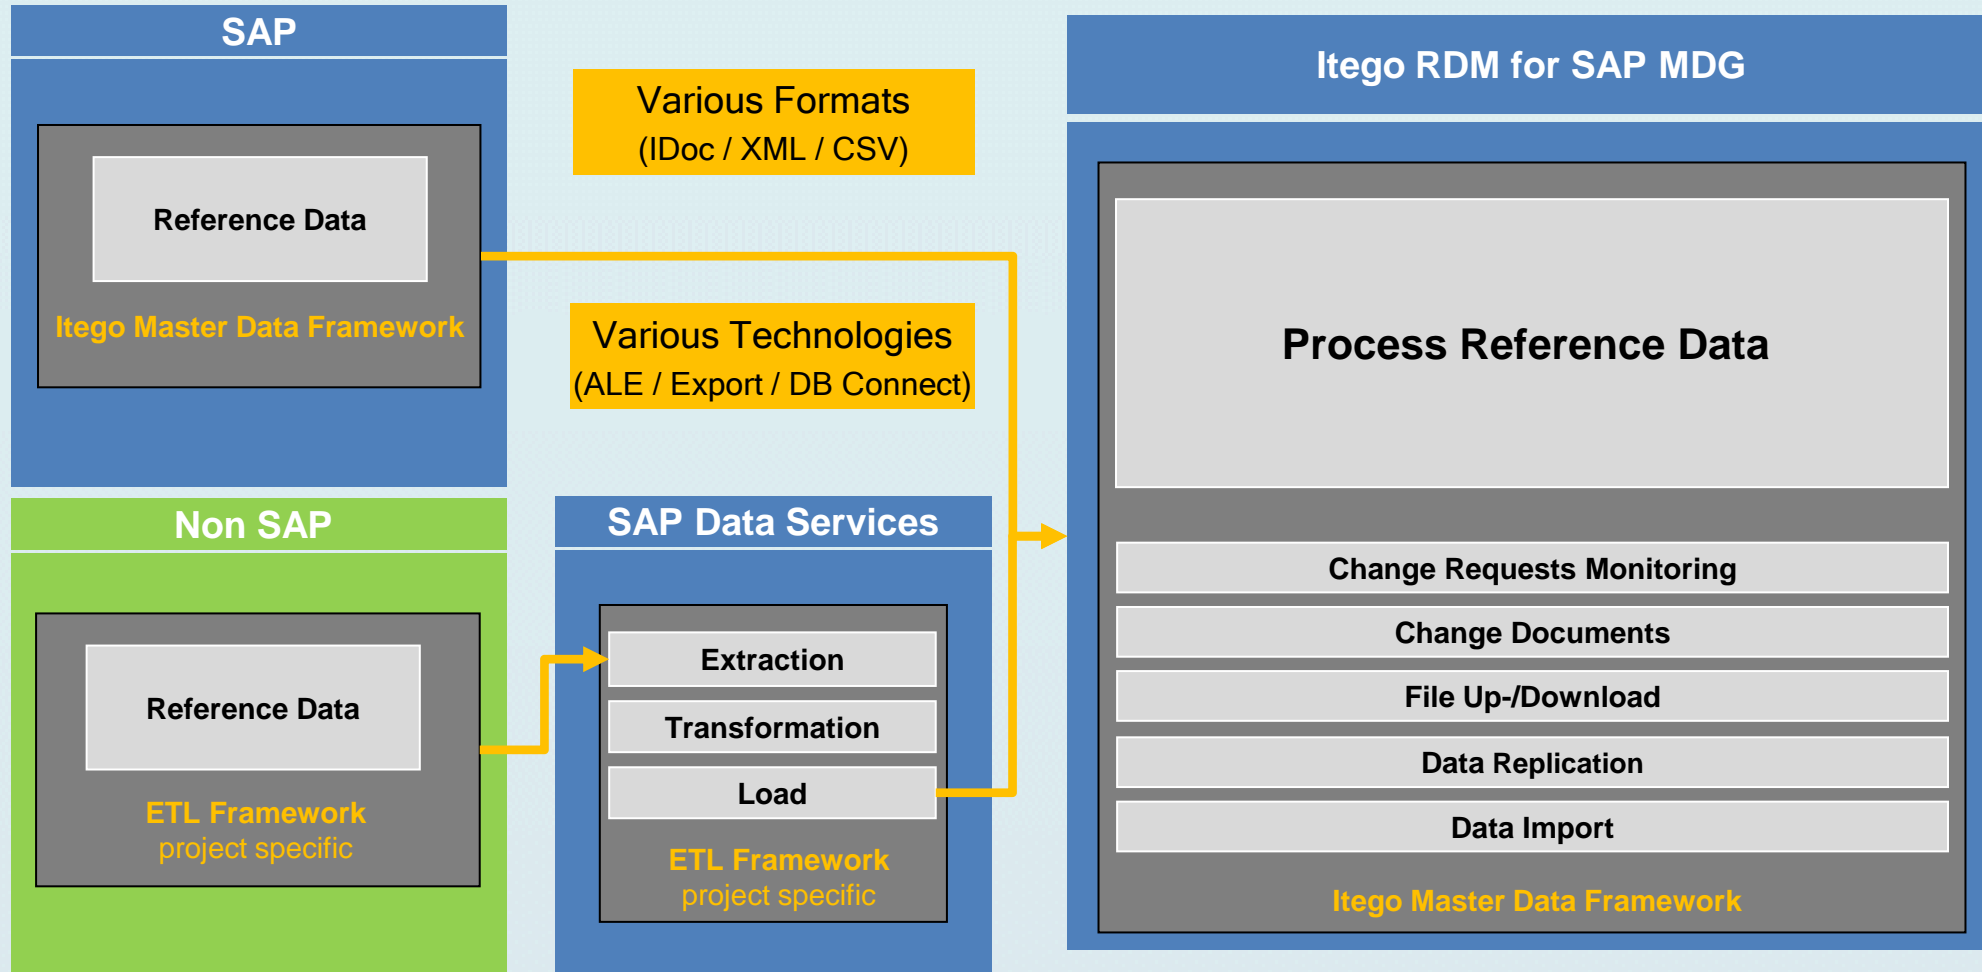 SAP
Reference Data
Itego Master Data Framework
Various Formats
(IDoc / XML / CSV)
Various Technologies
(ALE / Export / DB Connect)
Non SAP
Reference Data
ETL Framework
project specific
SAP Data Services
Extraction
Transformation
Load
ETL Framework
project specific
Itego RDM for SAP MDG
Process Reference Data
Change Requests Monitoring
Change Documents
File Up-/Download
Data Replication
Data Import
Itego Master Data Framework